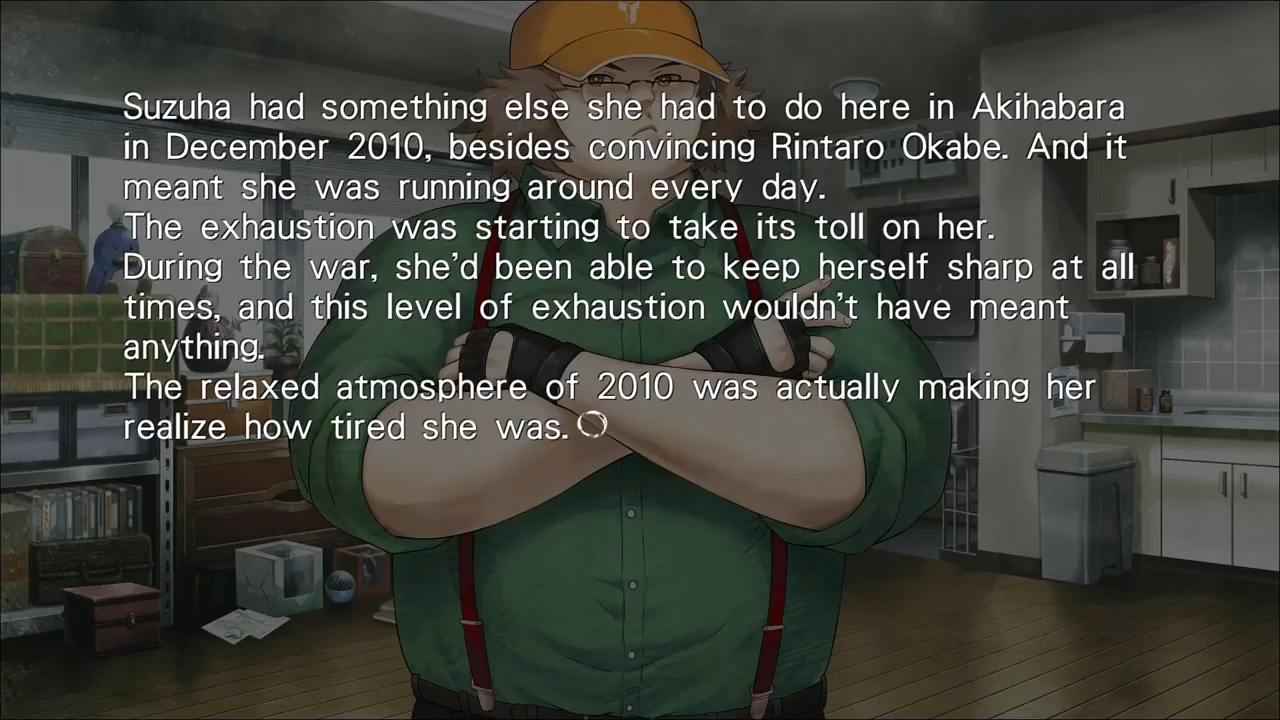 Suzuha had something else she had to do here in Akihabara
in December 2010, besides convincing Rintaro Okabe. And it
meant she was running around every day.
The exhaustion was starting to take its toll on her.
During the war, she'd been able to keep herself sharp at all
times, and this level of exhaustion wouldn't have meant
anything.
The relaxed atmosphere of 2010 was actually making her
realize how tired she was.